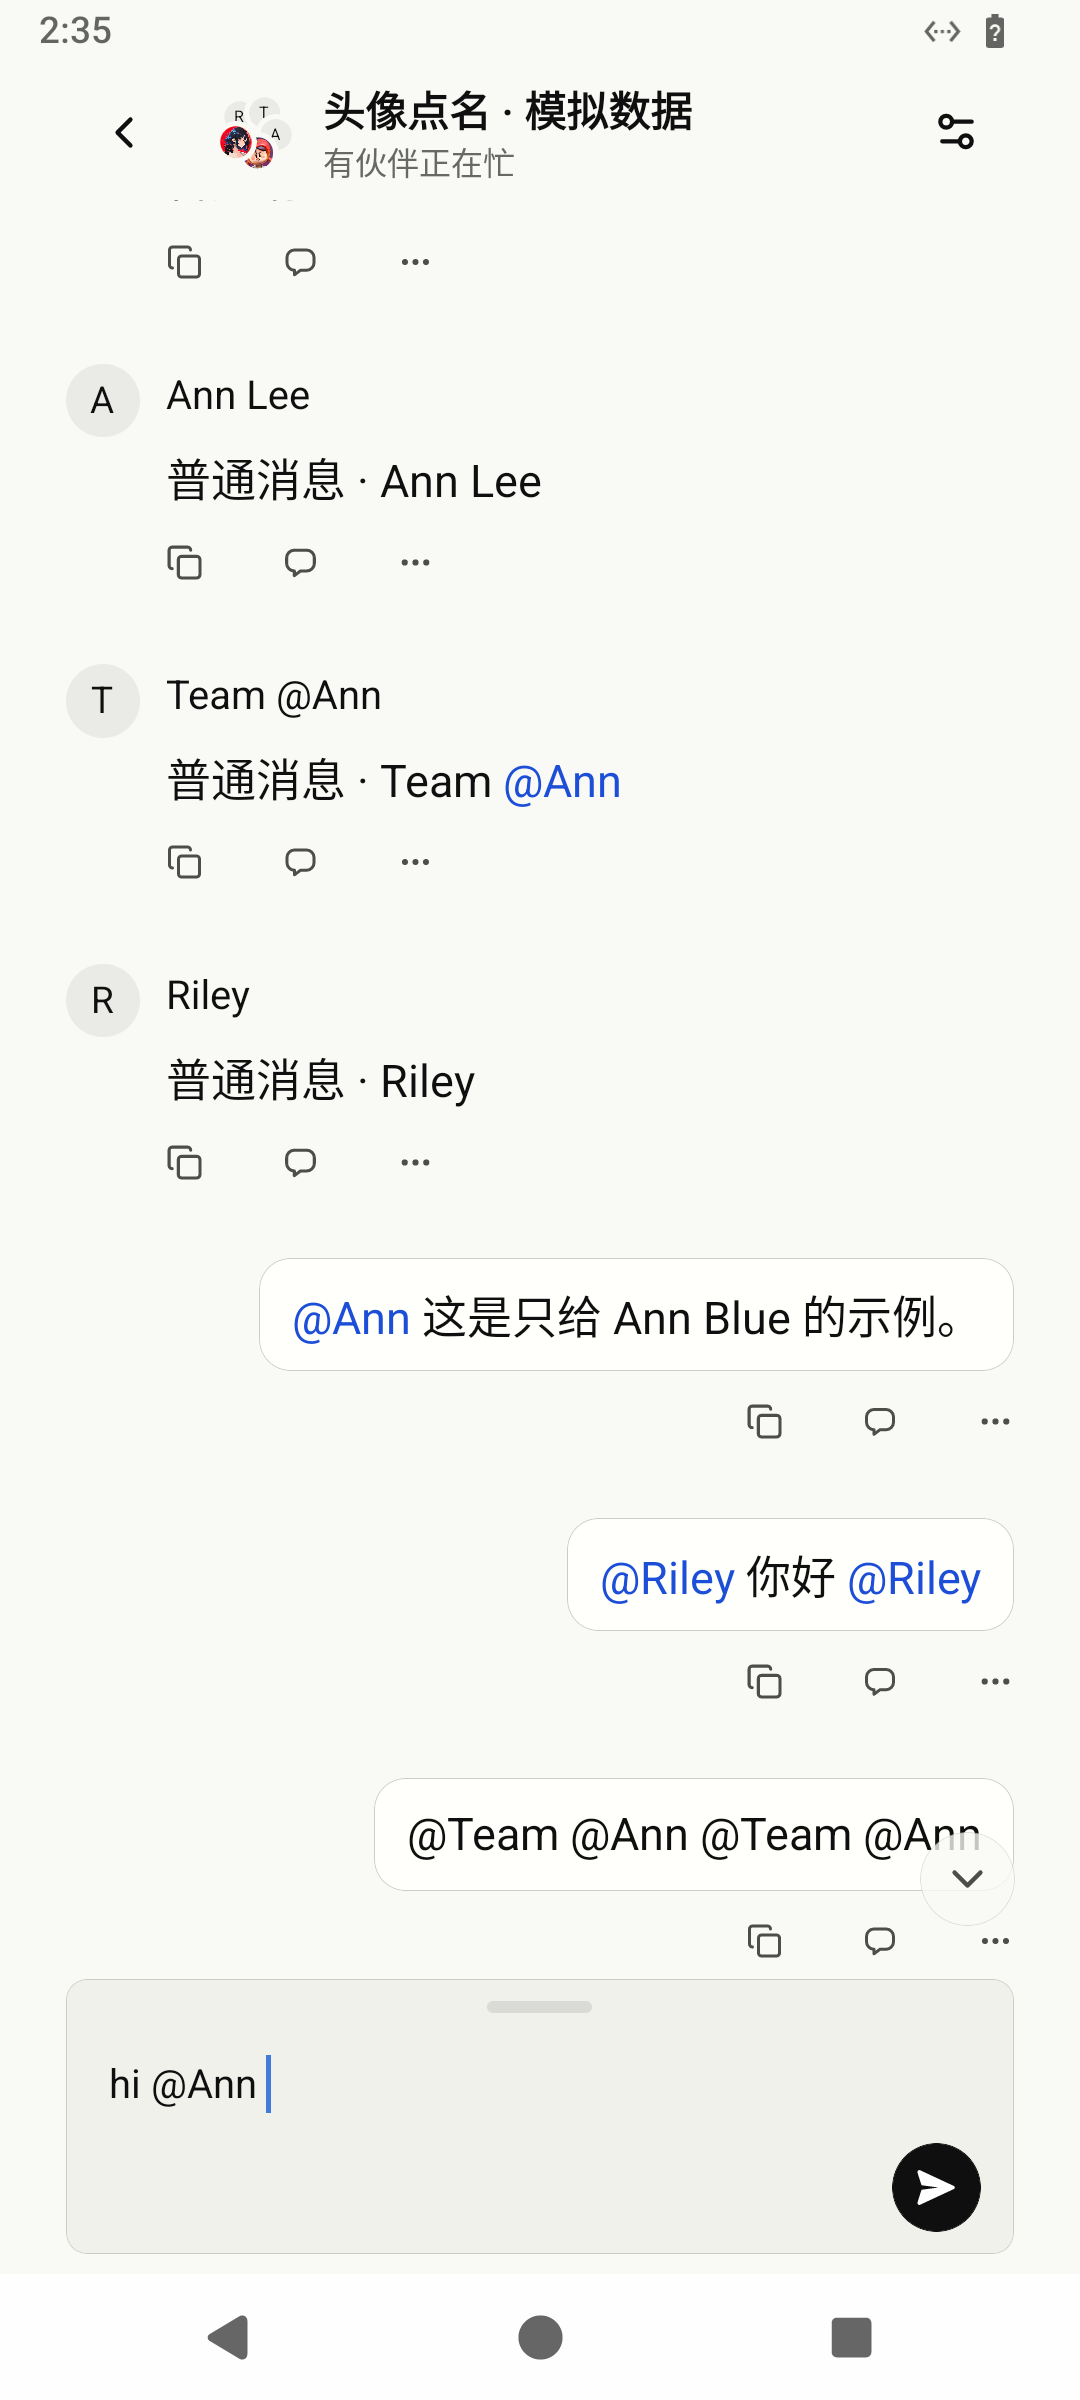 2:35
R
T
A
头像点名 · 模拟数据
有伙伴正在忙
A
Ann Lee
普通消息 · Ann Lee
T
Team @Ann
普通消息 · Team @Ann
R
Riley
普通消息 · Riley
@Ann 这是只给 Ann Blue 的示例。
@Riley 你好 @Riley
@Team @Ann @Team @Ann
hi @Ann